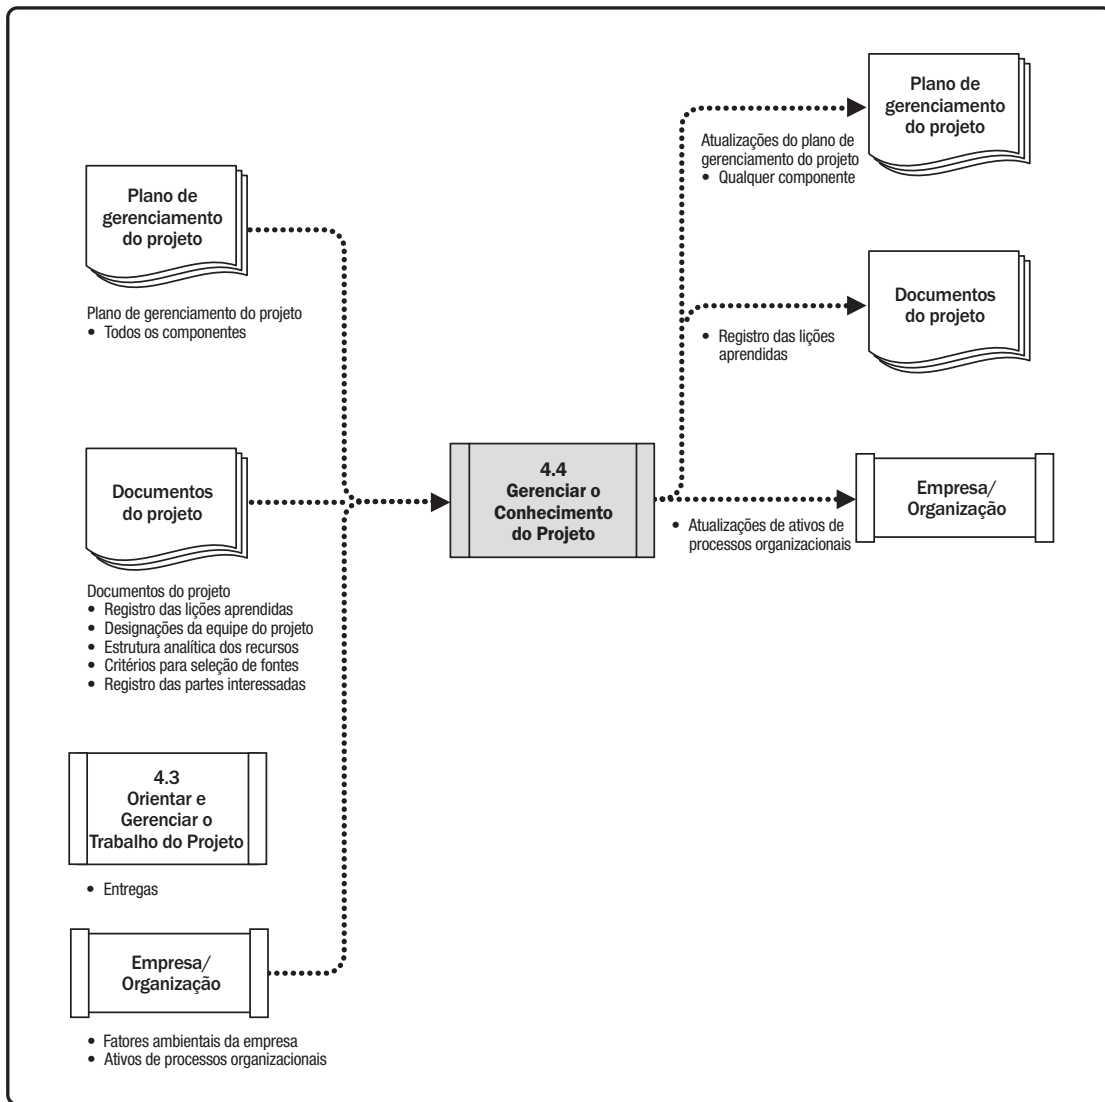 Plano de
gerenciamento
do projeto
Plano de gerenciamento do projeto
• Todos os componentes
Documentos
do projeto
Documentos do projeto
• Registro das lições aprendidas
• Designações da equipe do projeto
• Estrutura analítica dos recursos
• Critérios para seleção de fontes
• Registro das partes interessadas
4.3
Orientar e
Gerenciar o
Trabalho do Projeto
• Entregas
Empresa/
Organização
• Fatores ambientais da empresa
• Ativos de processos organizacionais
4.4
Gerenciar o
Conhecimento
do Projeto
Atualizações do plano de
gerenciamento do projeto
• Qualquer componente
Plano de
gerenciamento
do projeto
• Registro das lições
aprendidas
Documentos
do projeto
• Atualizações de ativos de
processos organizacionais
Empresa/
Organização